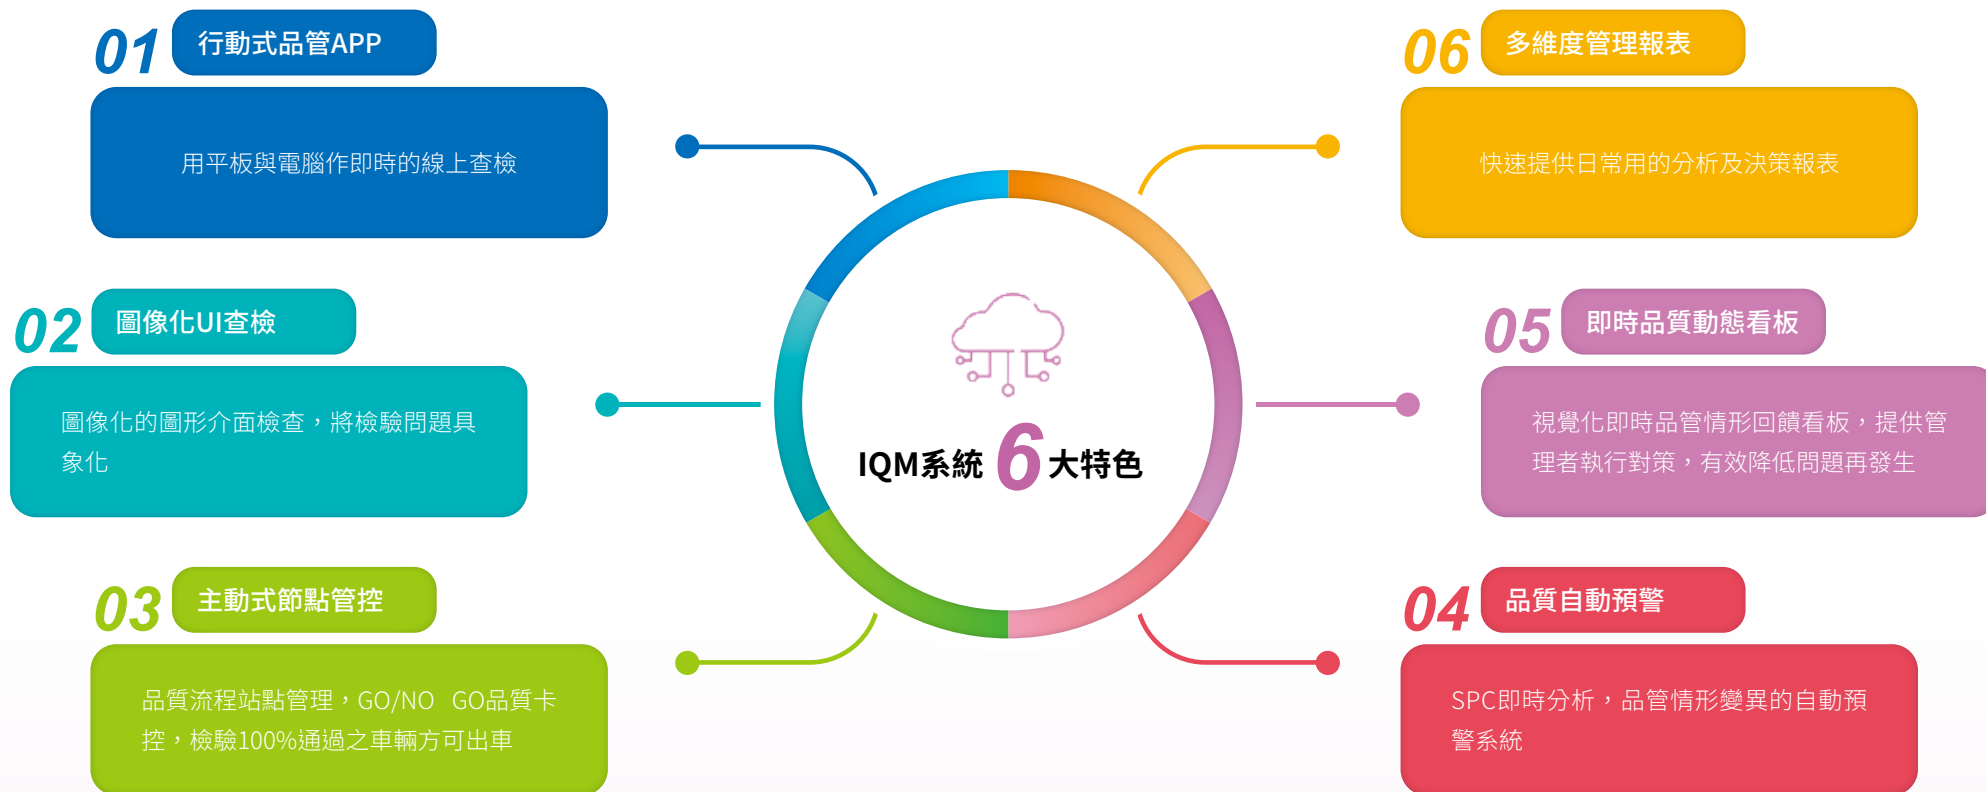 01 行動式品管APP
用平板與電腦作即時的線上查檢
02 圖像化UI查檢
圖像化的圖形介面檢查，將檢驗問題具
象化
03 主動式節點管控
品質流程站點管理，GO/NO GO品質卡
控，檢驗100%通過之車輛方可出車
IQM系統 6 大特色
06 多維度管理報表
快速提供日常用的分析及決策報表
05 即時品質動態看板
視覺化即時品管情形回饋看板，提供管
理者執行對策，有效降低問題再發生
04 品質自動預警
SPC即時分析，品管情形變異的自動預
警系統